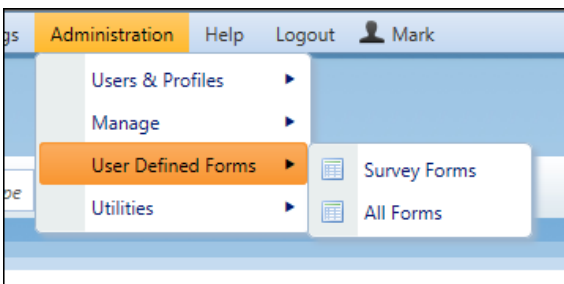 gs Administration Help Logout Mark
Users & Profiles
Manage
User Defined Forms Survey Forms
pe
Utilities All Forms